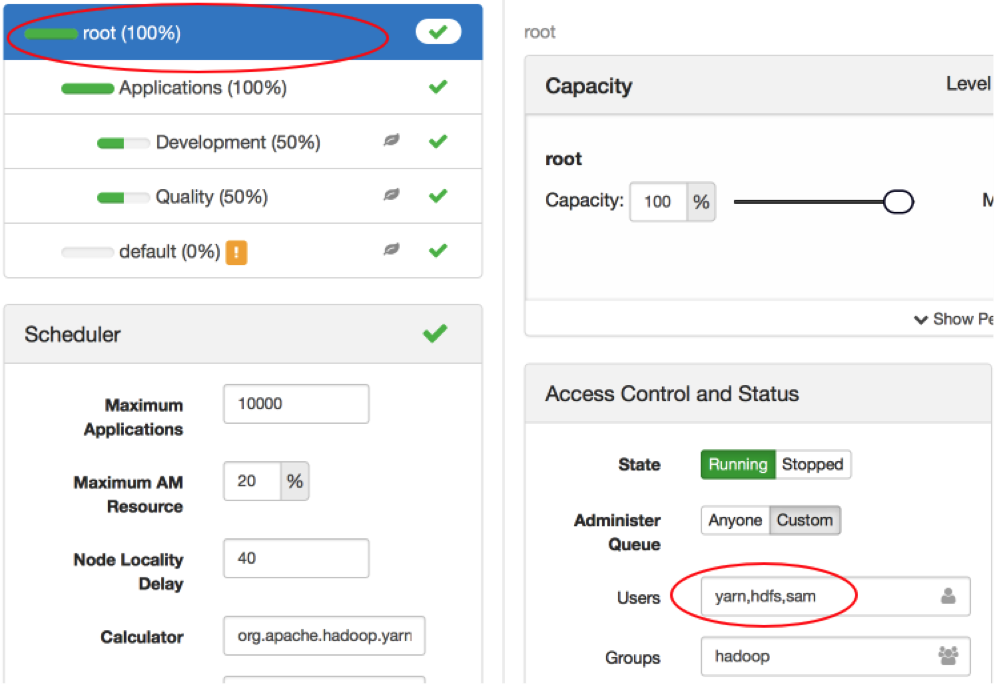 root (100%)
Applications (100%)
Development (50%)
Quality (50%)
default (0%) !
Scheduler
Maximum
Applications
10000
Maximum AM
Resource
20 %
Node Locality
Delay
40
Calculator
org.apache.hadoop.yarn
root
Capacity
Level
root
Capacity: 100 %
M
Show Pe
Access Control and Status
State
Running Stopped
Administer
Queue
Anyone Custom
Users
yarn,hdfs,sam
Groups
hadoop